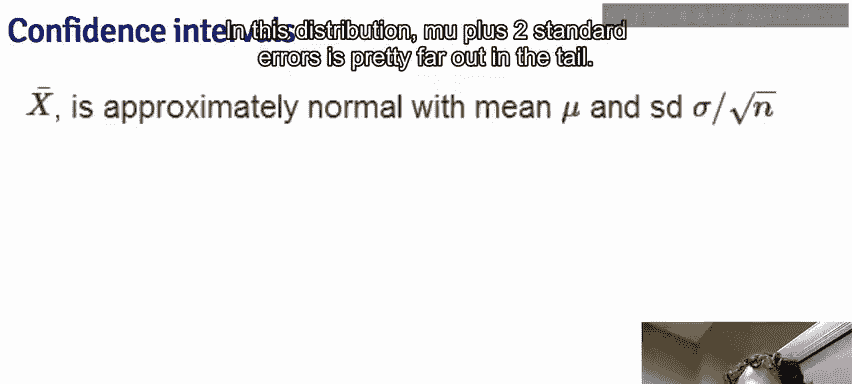 Confidence intervals
In this distribution, mu plus 2 standard
errors is pretty far out in the tail.
X̄, is approximately normal with mean μ and sd σ/√n